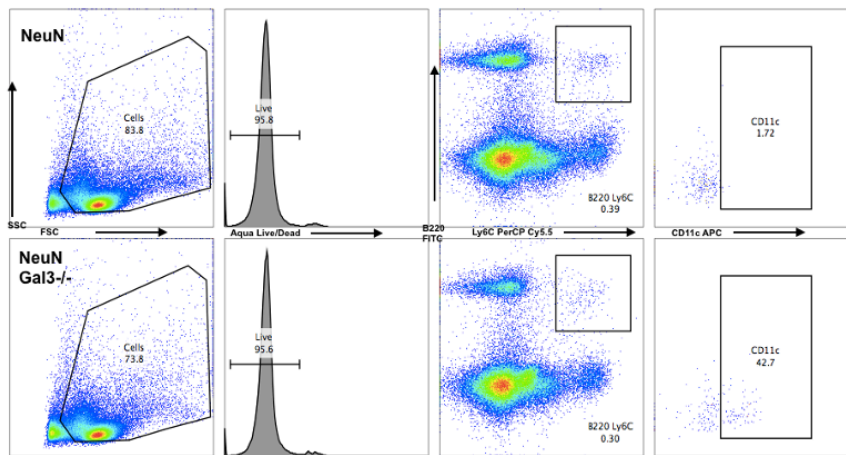 NeuN
Cells
83.8
Live
95.8
B220 Ly6C
0.39
CD11c
1.72
SSC
FSC
Aqua Live/Dead
B220
FITC
Ly6C PerCP Cy5.5
CD11c APC
NeuN
Gal3-/-
Cells
73.8
Live
95.6
B220 Ly6C
0.30
CD11c
42.7